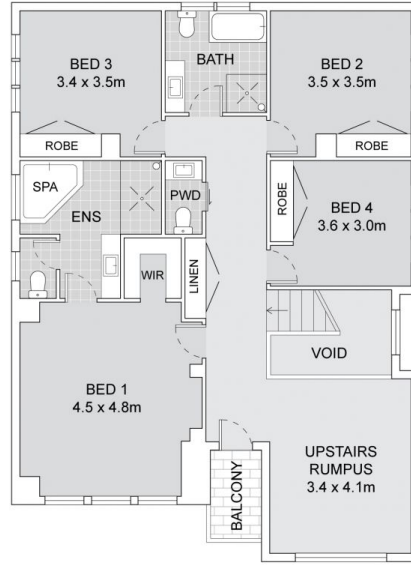 BED 3
3.4 x 3.5m
BATH
BED 2
3.5 x 3.5m
ROBE
ROBE
SPA
ENS
PWD
ROBE
BED 4
3.6 x 3.0m
WIR
LINEN
VOID
BED 1
4.5 x 4.8m
BALCONY
UPSTAIRS
RUMPUS
3.4 x 4.1m